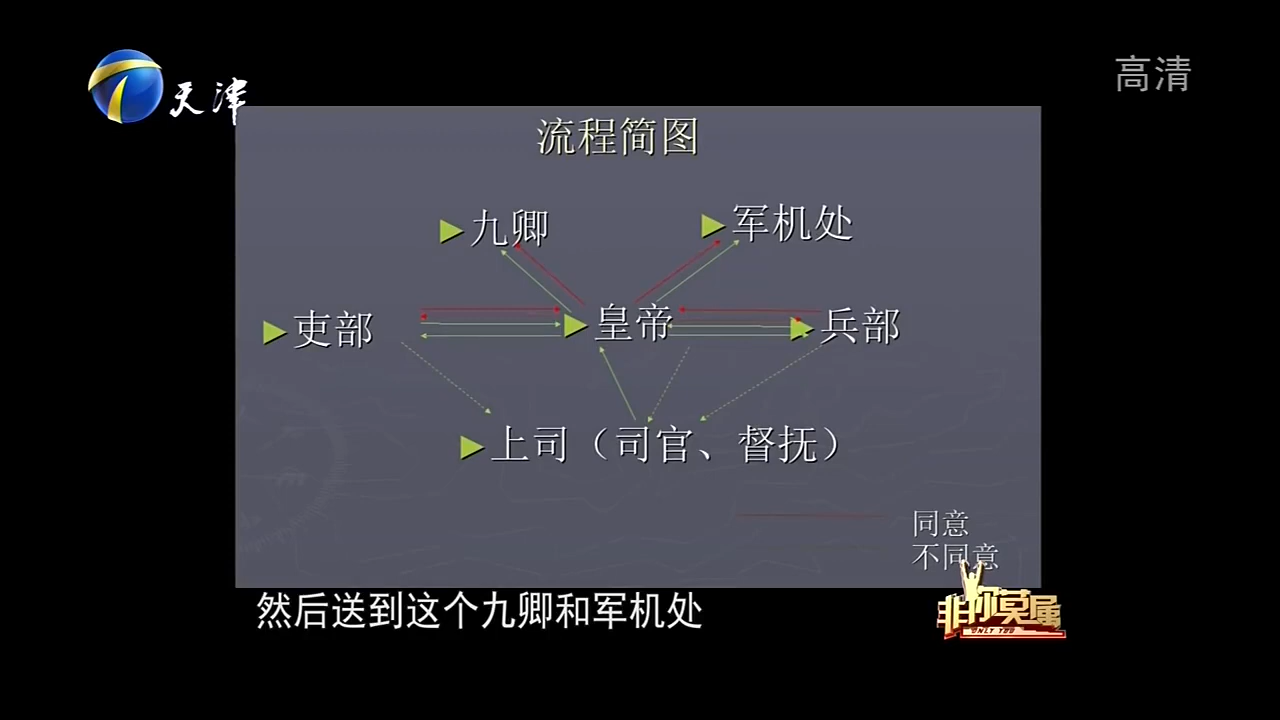 天津
高清
流程简图
九卿
军机处
吏部
皇帝
兵部
上司（司官、督抚）
同意
不同意
然后送到这个九卿和军机处
非你莫属
ONLY YOU